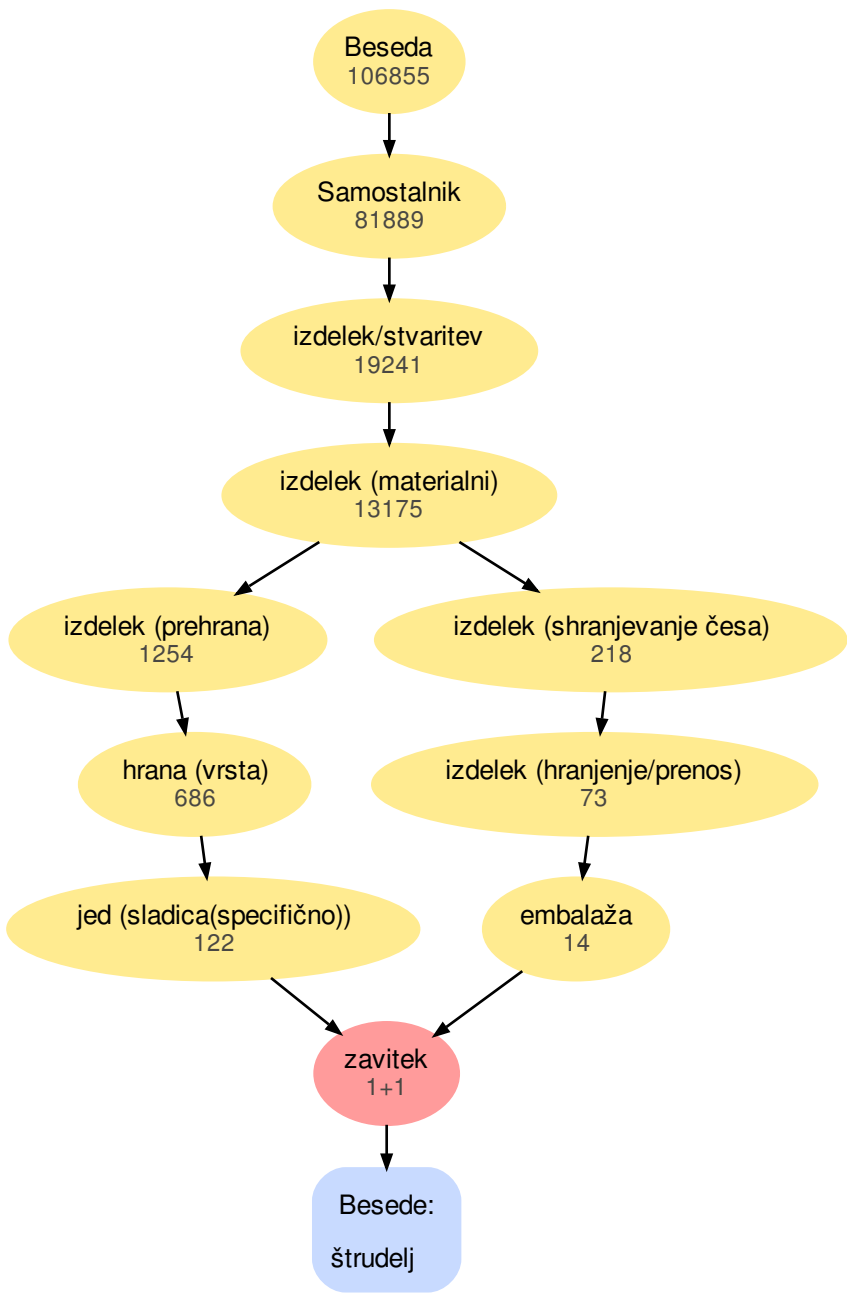 Beseda
106855
Samostalnik
81889
izdelek/stvaritev
19241
izdelek (materialni)
13175
izdelek (prehrana)
1254
izdelek (shranjevanje česa)
218
hrana (vrsta)
686
izdelek (hranjenje/prenos)
73
jed (sladica(specifično))
122
embalaža
14
zavitek
1+1
Besede:
štrudelj